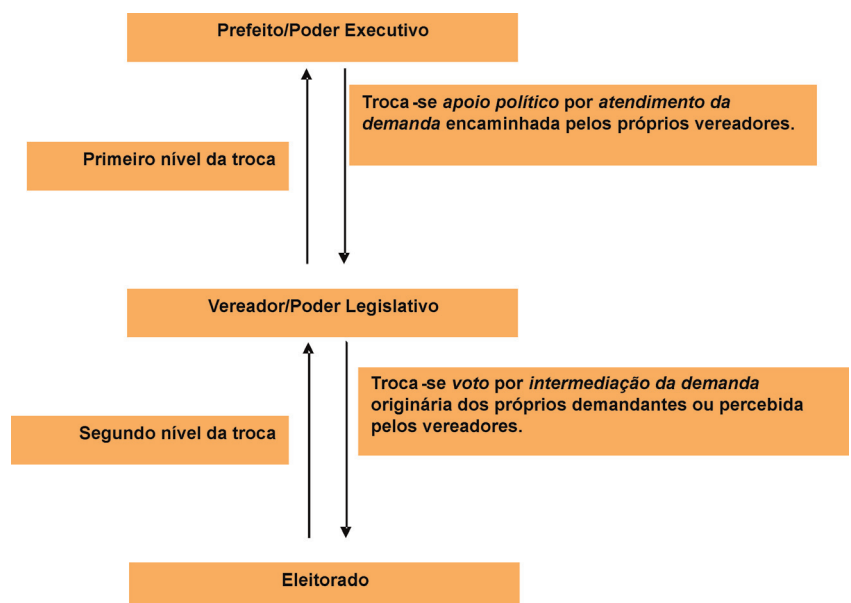 Prefeito/Poder Executivo
Troca-se apoio político por atendimento da
demanda encaminhada pelos próprios vereadores.
Primeiro nível da troca
Vereador/Poder Legislativo
Troca-se voto por intermediação da demanda
originária dos próprios demandantes ou percebida
pelos vereadores.
Segundo nível da troca
Eleitorado